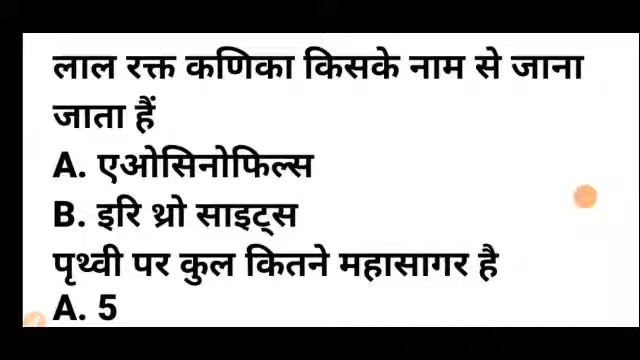 लाल रक्त कणिका किसके नाम से जाना
जाता हैं
A. एओसिनोफिल्स
B. इरि थ्रो साइट्स
पृथ्वी पर कुल कितने महासागर है
A. 5